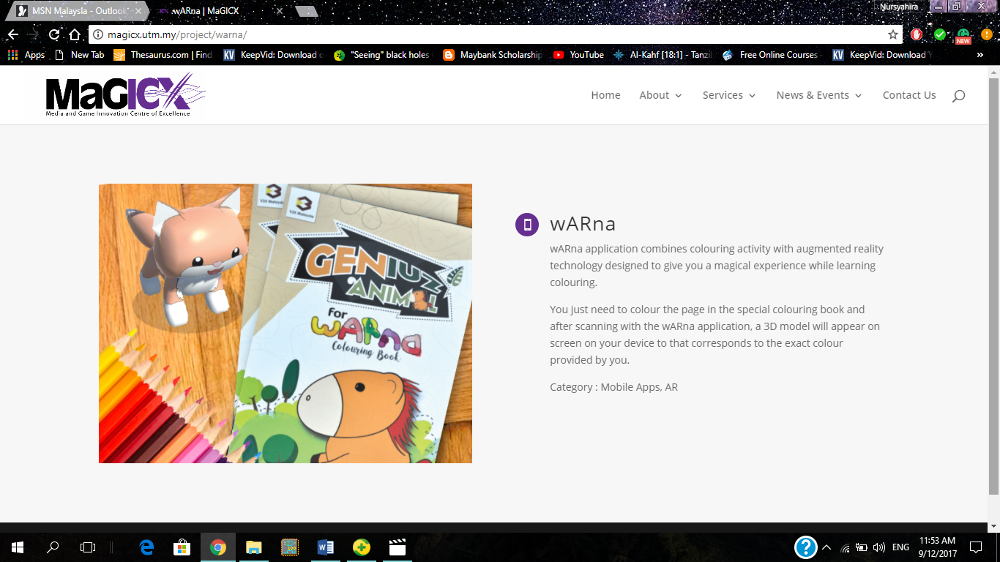 MSN Malaysia - Outlook
wARna | MaGICX
Nursyahira
magicx.utm.my/project/warna/
Apps
New Tab
Thesaurus.com | Find
KeepVid: Download o
"Seeing" black holes
Maybank Scholarship
YouTube
Al-Kahf [18:1] - Tanzil
Free Online Courses -
KeepVid: Download Y
»
NEW
MaGICX
Media and Game Innovation Centre of Excellence
Home
About
Services
News & Events
Contact Us
V3X Malaysia
GENIUZ
ANIMAL
For
wARna
Colouring Book
wARna
wARna application combines colouring activity with augmented reality
technology designed to give you a magical experience while learning
colouring.
You just need to colour the page in the special colouring book and
after scanning with the wARna application, a 3D model will appear on
screen on your device to that corresponds to the exact colour
provided by you.
Category : Mobile Apps, AR
ENG
11:53 AM
9/12/2017